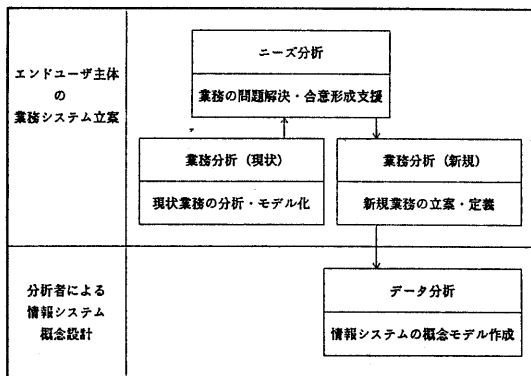 エンドユーザ主体
の
業務システム立案
ニーズ分析
業務の問題解決・合意形成支援
業務分析（現状）
現状業務の分析・モデル化
業務分析（新規）
新規業務の立案・定義
分析者による
情報システム
概念設計
データ分析
情報システムの概念モデル作成